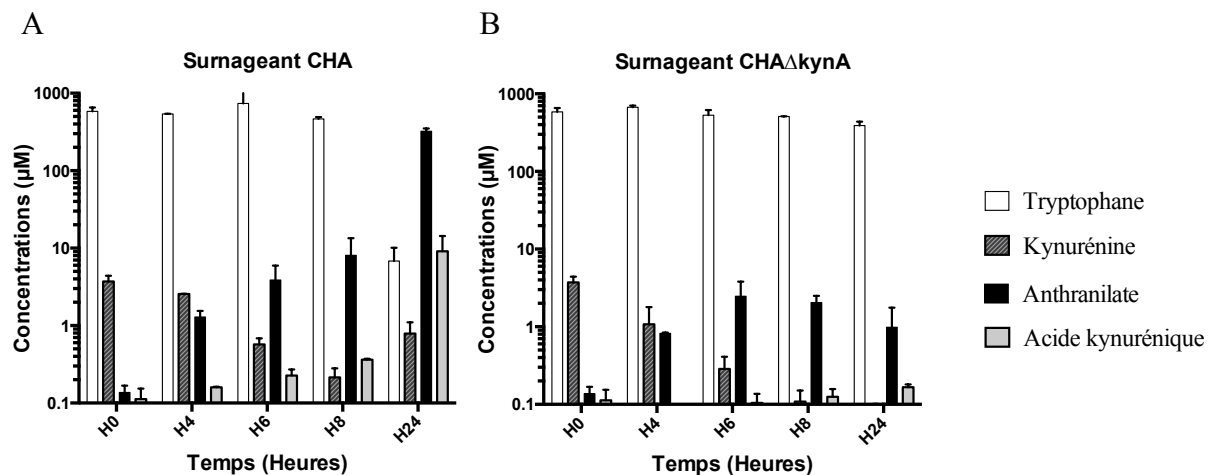 A
B
Surnageant CHA
Surnageant CHAΔkynA
Concentrations (µM)
1000
100
10
1
0.1
H0
H4
H6
H8
H24
Temps (Heures)
Concentrations (µM)
1000
100
10
1
0.1
H0
H4
H6
H8
H24
Temps (Heures)
Tryptophane
Kynurénine
Anthranilate
Acide kynurénique